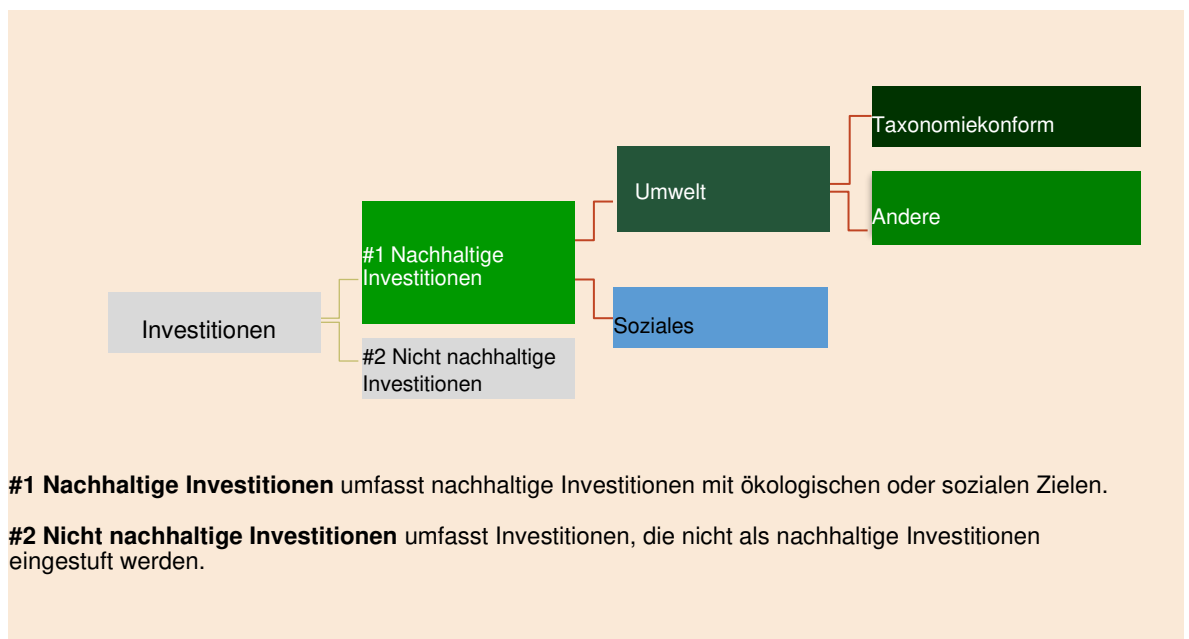 Taxonomiekonform
Umwelt
Andere
#1 Nachhaltige
Investitionen
Soziales
Investitionen
#2 Nicht nachhaltige
Investitionen
#1 Nachhaltige Investitionen umfasst nachhaltige Investitionen mit ökologischen oder sozialen Zielen.
#2 Nicht nachhaltige Investitionen umfasst Investitionen, die nicht als nachhaltige Investitionen
eingestuft werden.